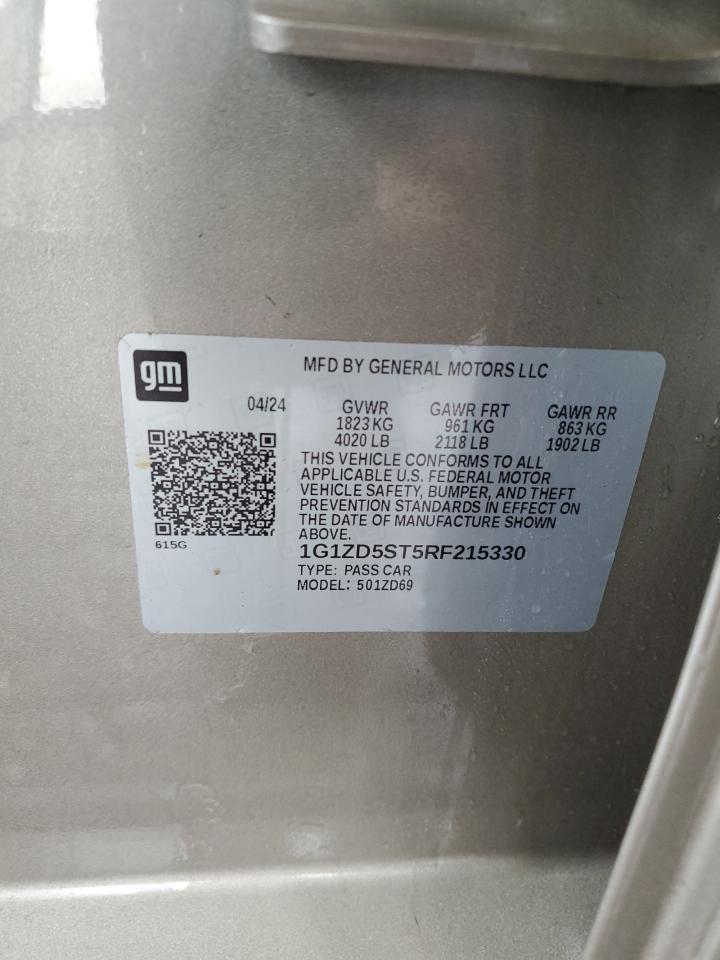 gm
MFD BY GENERAL MOTORS LLC
04/24 GVWR GAWR FRT GAWR RR
1823 KG 961 KG 863 KG
4020 LB 2118 LB 1902 LB
THIS VEHICLE CONFORMS TO ALL
APPLICABLE U.S. FEDERAL MOTOR
VEHICLE SAFETY, BUMPER, AND THEFT
PREVENTION STANDARDS IN EFFECT ON
THE DATE OF MANUFACTURE SHOWN
ABOVE.
615G
1G1ZD5ST5RF215330
TYPE: PASS CAR
MODEL: 501ZD69